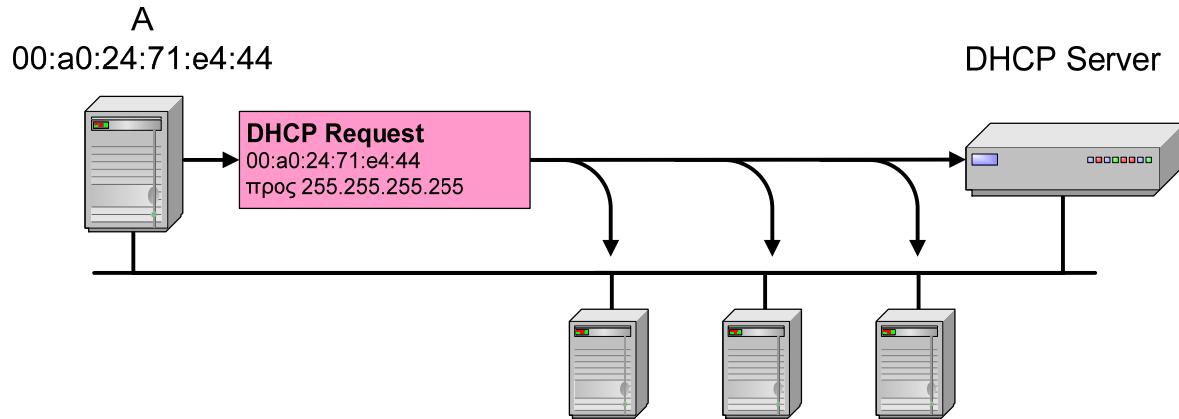 A
00:a0:24:71:e4:44
DHCP Server
DHCP Request
00:a0:24:71:e4:44
προς 255.255.255.255